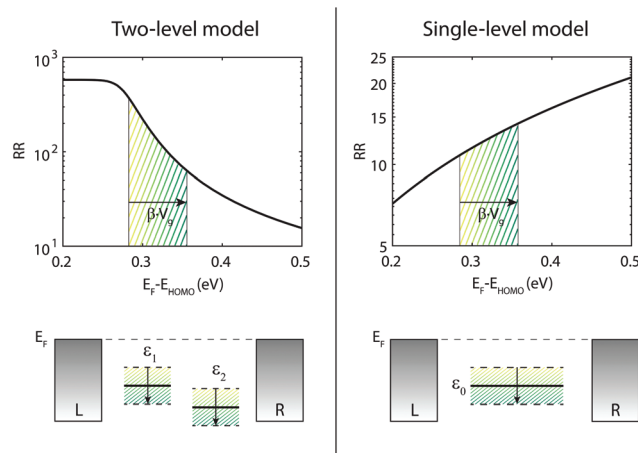 Two-level model
RR
10³
10²
10¹
β·V_g
0.2
0.3
0.4
0.5
E_F-E_HOMO (eV)
E_F
L
ε₁
ε₂
R
Single-level model
RR
25
20
15
10
5
β·V_g
0.2
0.3
0.4
0.5
E_F-E_HOMO (eV)
E_F
L
ε₀
R